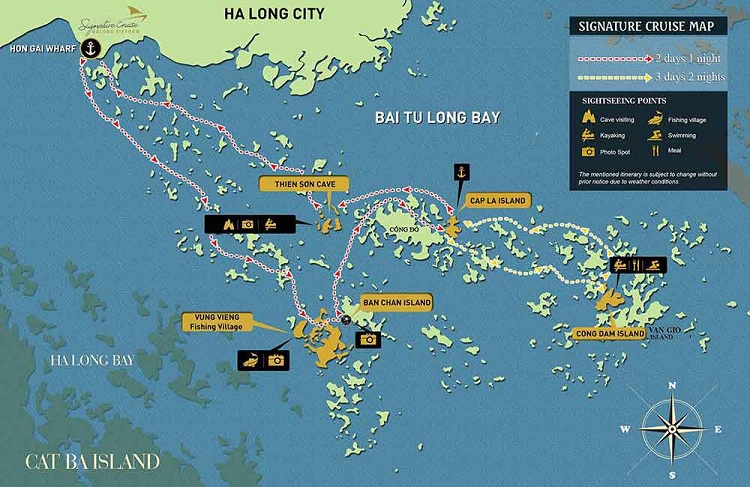 HA LONG CITY
Signature Cruise
HALONG VIETNAM
HON GAI WHARF
BAI TU LONG BAY
SIGNATURE CRUISE MAP
2 days 1 night
3 days 2 nights
SIGHTSEEING POINTS
Cave visiting
Fishing village
Kayaking
Swimming
Photo Spot
Meal
The mentioned itinerary is subject to change without
prior notice due to weather conditions.
THIEN SON CAVE
CAP LA ISLAND
CỐNG ĐỎ
BAN CHAN ISLAND
VUNG VIENG
Fishing Village
CONG DAM ISLAND
VAN GIO
ISLAND
HA LONG BAY
CAT BA ISLAND
N
W
E
S